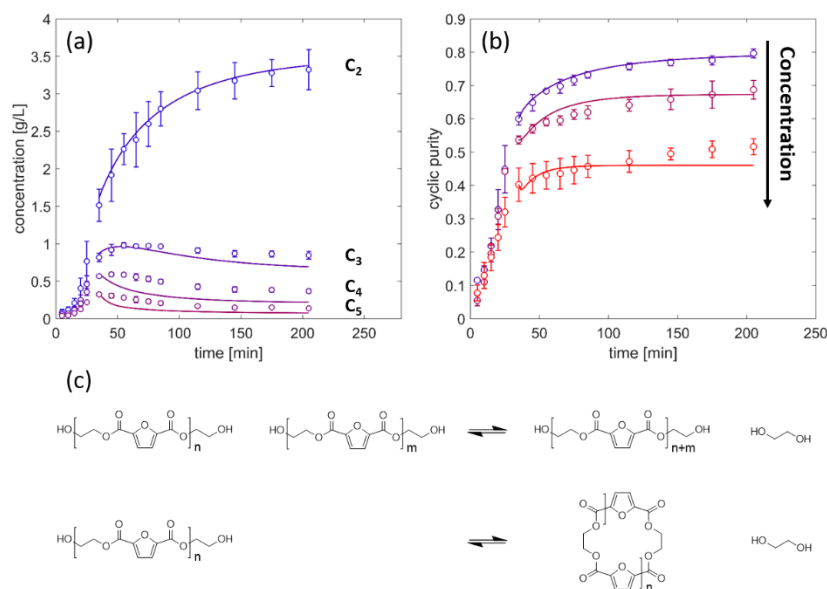 (a)
C2
C3
C4
C5
concentration [g/L]
4
3.5
3
2.5
2
1.5
1
0.5
0
0 50 100 150 200 250
time [min]
(b)
Concentration
cyclic purity
0.9
0.8
0.7
0.6
0.5
0.4
0.3
0.2
0.1
0
0 50 100 150 200 250
time [min]
(c)
HO O O O O O OH n
HO O O O O O OH m
HO O O O O O OH n+m
HO OH
HO O O O O O OH n
O O O
O O
O O
O O O n
HO OH